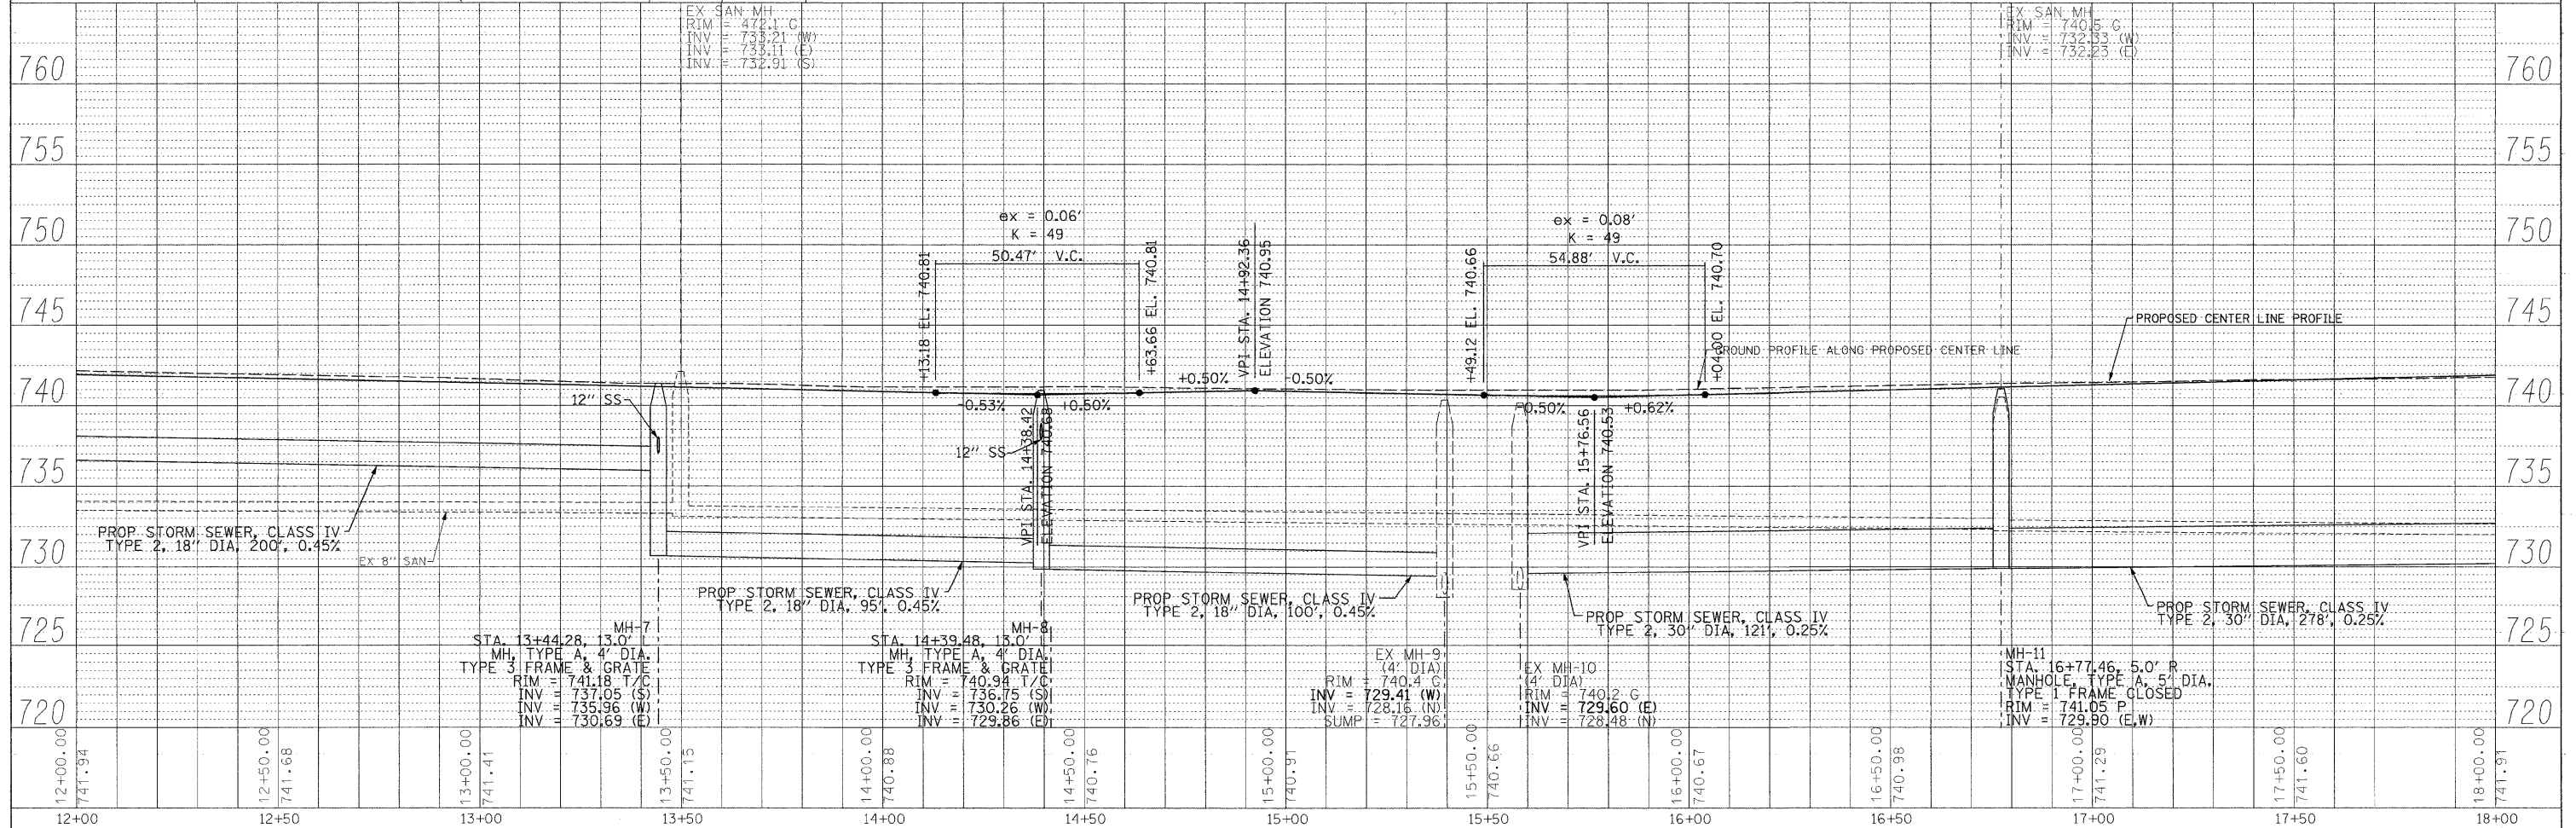 EX SAN MH
RIM = 472.1 G
INV = 733.21 (W)
INV = 733.11 (E)
INV = 732.91 (S)
EX SAN MH
RIM = 740.5 G
INV = 732.33 (W)
INV = 732.23 (E)
760
760
755
755
750
750
745
745
740
740
735
735
730
730
725
725
720
720
ex = 0.06'
K = 49
50.47' V.C.
+13.18 EL. 740.81
+63.66 EL. 740.81
VPI STA. 14+92.36
ELEVATION 740.95
ex = 0.08'
K = 49
54.88' V.C.
+49.12 EL. 740.66
+04.00 EL. 740.70
PROPOSED CENTER LINE PROFILE
GROUND PROFILE ALONG PROPOSED CENTER LINE
+0.50%
-0.50%
-0.53%
+0.50%
-0.50%
+0.62%
12" SS
12" SS
VPI STA. 14+38.42
ELEVATION 740.68
VPI STA. 15+76.56
ELEVATION 740.53
PROP STORM SEWER, CLASS IV
TYPE 2, 18" DIA, 200', 0.45%
EX 8" SAN
PROP STORM SEWER, CLASS IV
TYPE 2, 18" DIA, 95', 0.45%
PROP STORM SEWER, CLASS IV
TYPE 2, 18" DIA, 100', 0.45%
PROP STORM SEWER, CLASS IV
TYPE 2, 30" DIA, 121', 0.25%
PROP STORM SEWER, CLASS IV
TYPE 2, 30" DIA, 278', 0.25%
MH-7
STA. 13+44.28, 13.0'
MH, TYPE A, 4' DIA.
TYPE 3 FRAME & GRATE
RIM = 741.18 T/C
INV = 737.05 (S)
INV = 735.96 (W)
INV = 730.69 (E)
MH-8
STA. 14+39.48, 13.0'
MH, TYPE A, 4' DIA.
TYPE 3 FRAME & GRATE
RIM = 740.94 T/C
INV = 736.75 (S)
INV = 730.26 (W)
INV = 729.86 (E)
EX MH-9
(4' DIA)
RIM = 740.4 G
INV = 729.41 (W)
INV = 728.16 (N)
SUMP = 727.96
EX MH-10
(4' DIA)
RIM = 740.2 G
INV = 729.60 (E)
INV = 728.48 (N)
MH-11
STA. 16+77.46, 5.0' R
MANHOLE, TYPE A, 5' DIA.
TYPE 1 FRAME CLOSED
RIM = 741.05 P
INV = 729.90 (E,W)
12+00.00
741.94
12+50.00
741.68
13+00.00
741.41
13+50.00
741.15
14+00.00
740.88
14+50.00
740.76
15+00.00
740.91
15+50.00
740.66
16+00.00
740.67
16+50.00
740.98
17+00.00
741.29
17+50.00
741.60
18+00.00
741.91
12+00
12+50
13+00
13+50
14+00
14+50
15+00
15+50
16+00
16+50
17+00
17+50
18+00